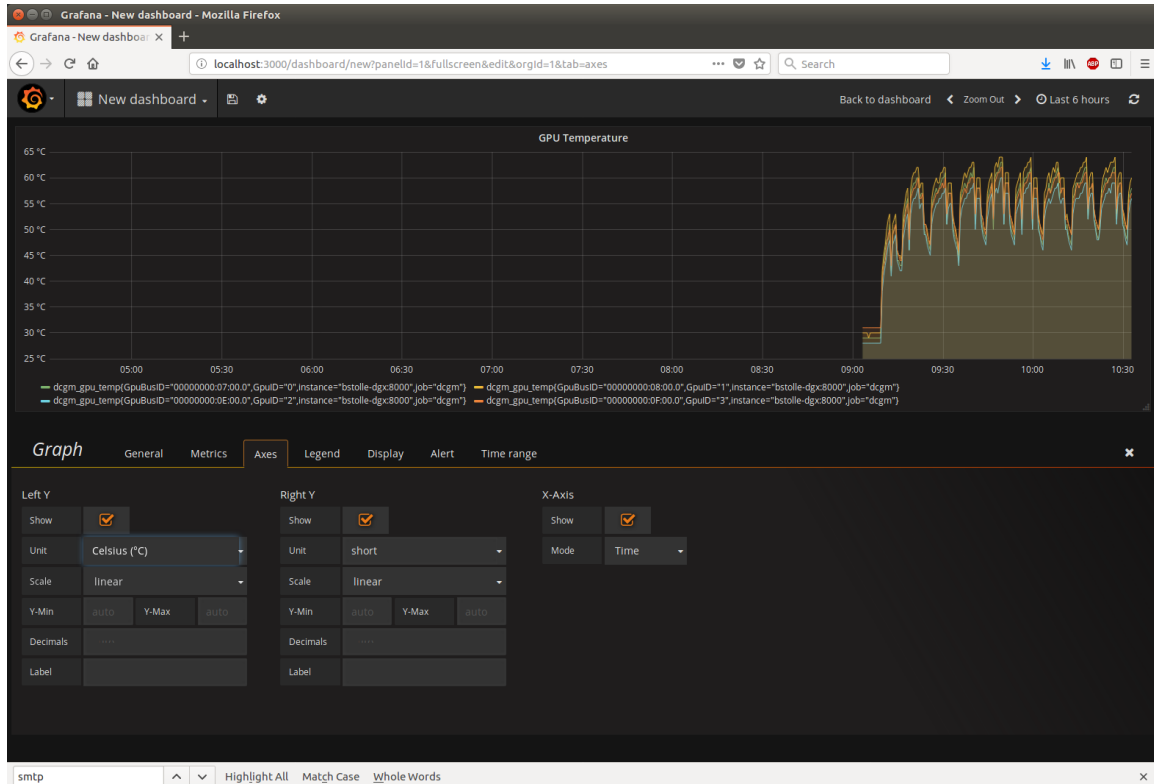 Grafana - New dashboard - Mozilla Firefox
Grafana - New dashboar
localhost:3000/dashboard/new?panelId=1&fullscreen&edit&orgId=1&tab=axes
Search
ABP
New dashboard
Back to dashboard Zoom Out Last 6 hours
GPU Temperature
65 °C
60 °C
55 °C
50 °C
45 °C
40 °C
35 °C
30 °C
25 °C
05:00 05:30 06:00 06:30 07:00 07:30 08:00 08:30 09:00 09:30 10:00 10:30
dcgm_gpu_temp{GpuBusID="00000000:07:00.0",GpuID="0",instance="bstolle-dgx:8000",job="dcgm"} dcgm_gpu_temp{GpuBusID="00000000:08:00.0",GpuID="1",instance="bstolle-dgx:8000",job="dcgm"}
dcgm_gpu_temp{GpuBusID="00000000:0E:00.0",GpuID="2",instance="bstolle-dgx:8000",job="dcgm"} dcgm_gpu_temp{GpuBusID="00000000:0F:00.0",GpuID="3",instance="bstolle-dgx:8000",job="dcgm"}
Graph General Metrics Axes Legend Display Alert Time range
Left Y Right Y X-Axis
Show Show Show
Unit Celsius (°C) Unit short Mode Time
Scale linear Scale linear
Y-Min auto Y-Max auto Y-Min auto Y-Max auto
Decimals Decimals
Label Label
smtp Highlight All Match Case Whole Words